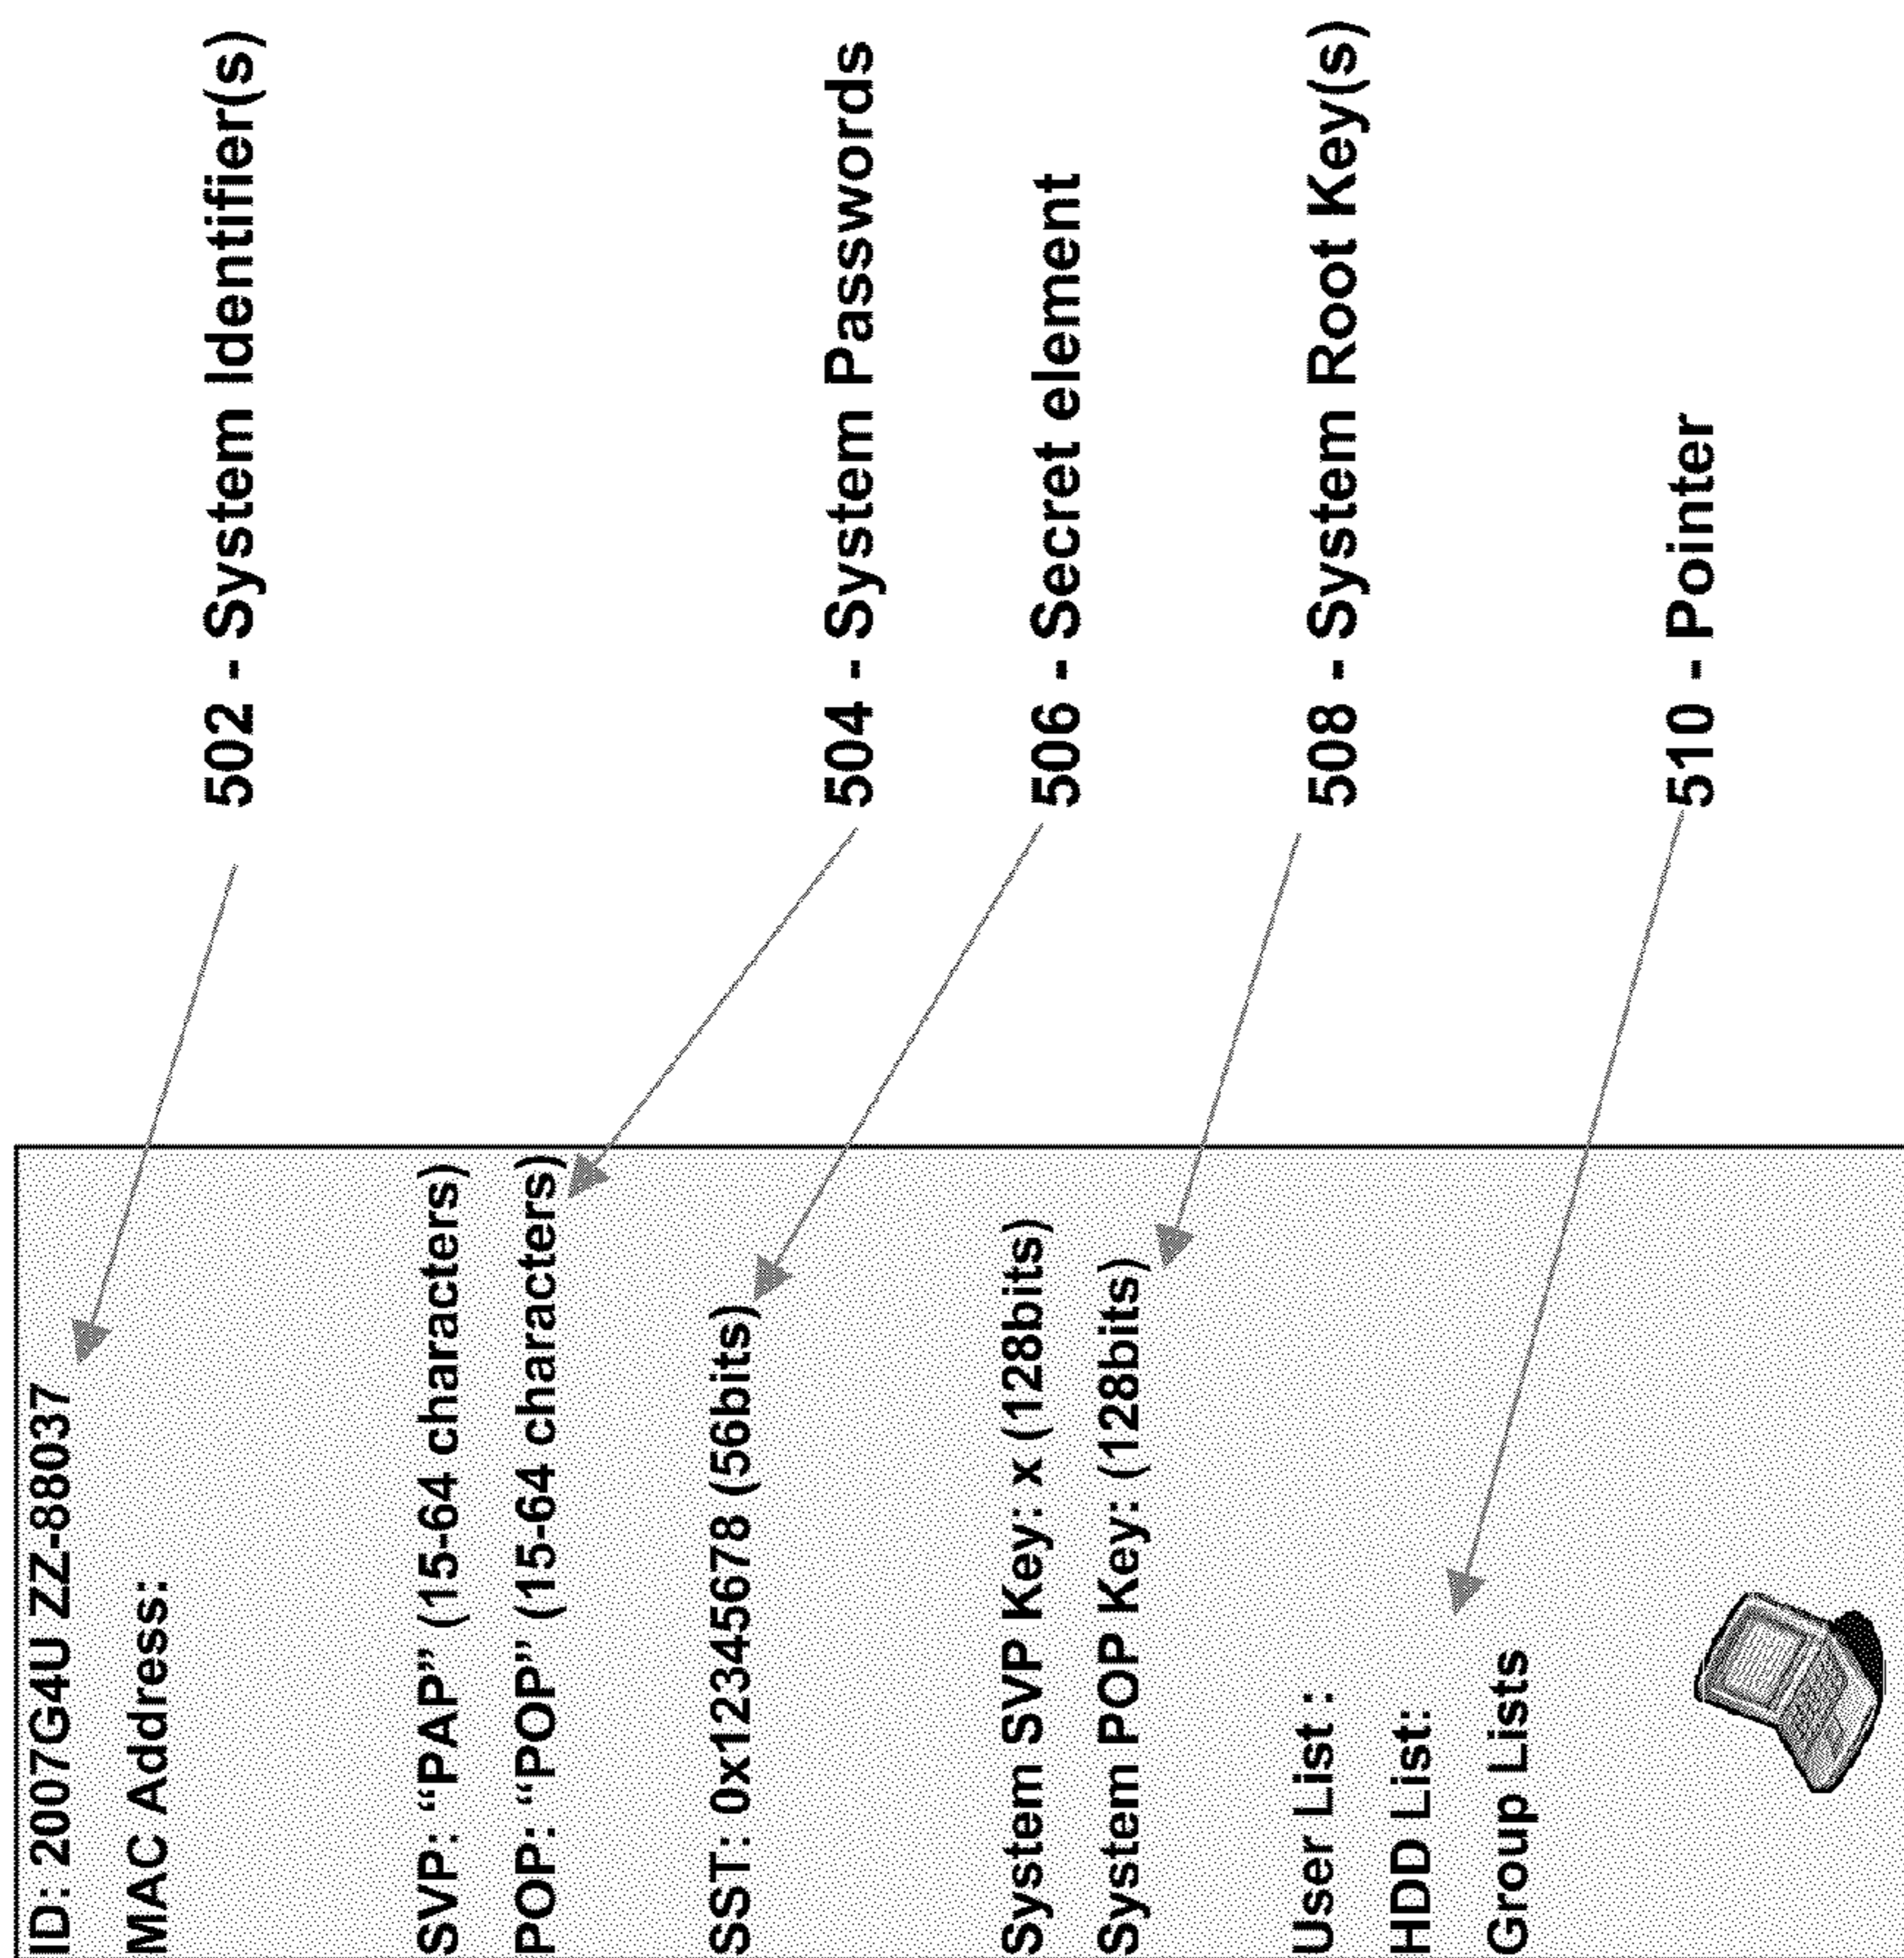 ID: 2007G4U ZZ-88037
MAC Address:
SVP: “PAP” (15-64 characters)
POP: “POP” (15-64 characters)
SST: 0x12345678 (56bits)
System SVP Key: x (128bits)
System POP Key: (128bits)
User List :
HDD List:
Group Lists
502 - System Identifier(s)
504 - System Passwords
506 - Secret element
508 - System Root Key(s)
510 - Pointer